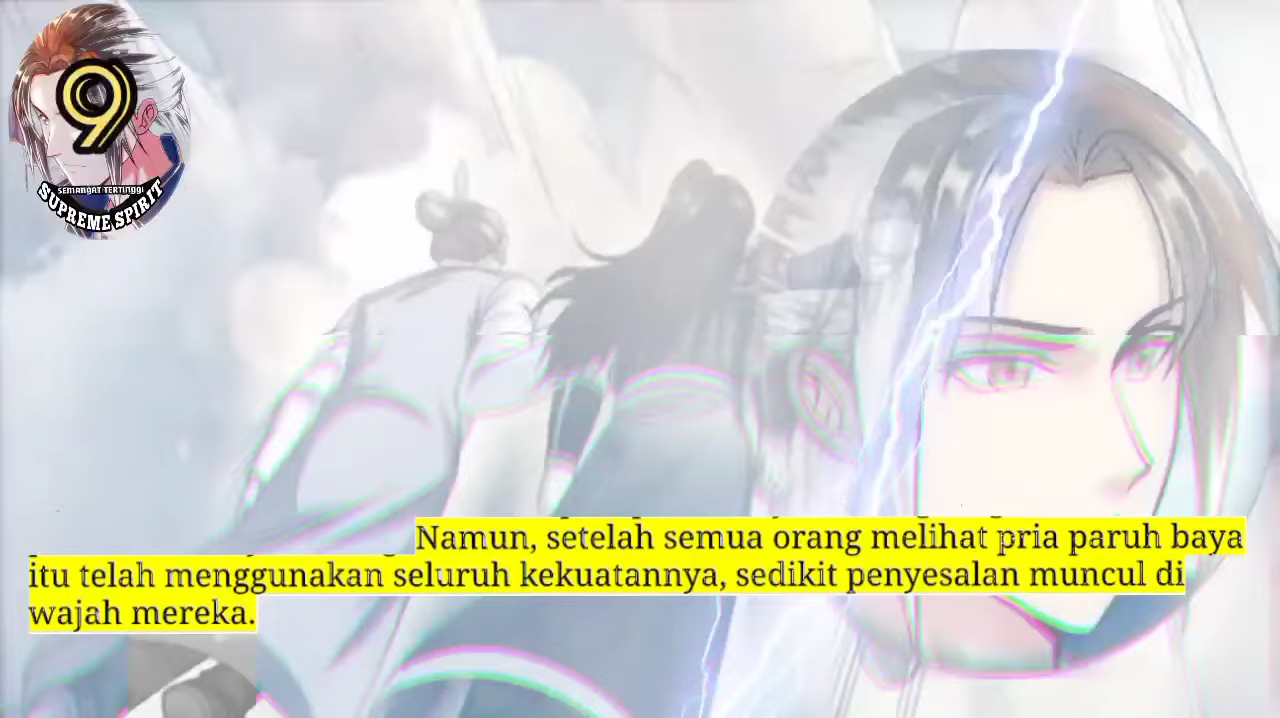 9
SEMANGAT TERTINGGI
SUPREME SPIRIT
Namun, setelah semua orang melihat pria paruh baya
itu telah menggunakan seluruh kekuatannya, sedikit penyesalan muncul di
wajah mereka.